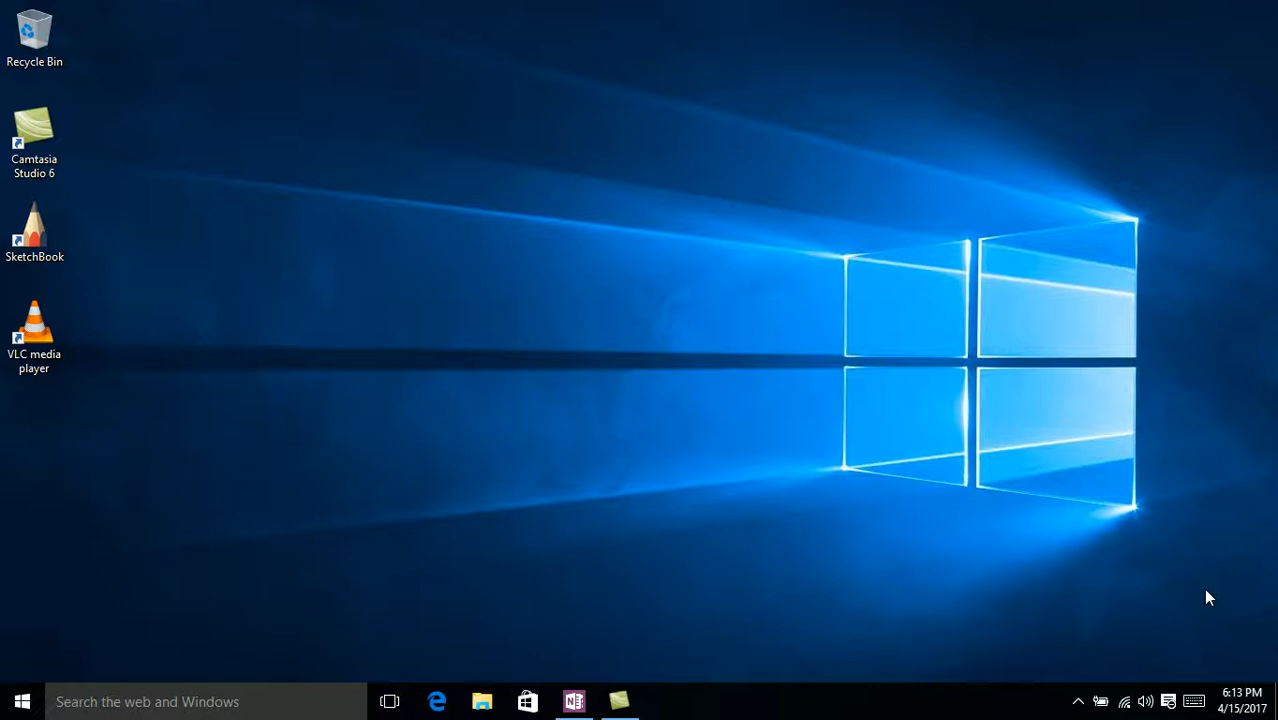 Recycle Bin
Camtasia
Studio 6
SketchBook
VLC media
player
Search the web and Windows
N
6:13 PM
4/15/2017